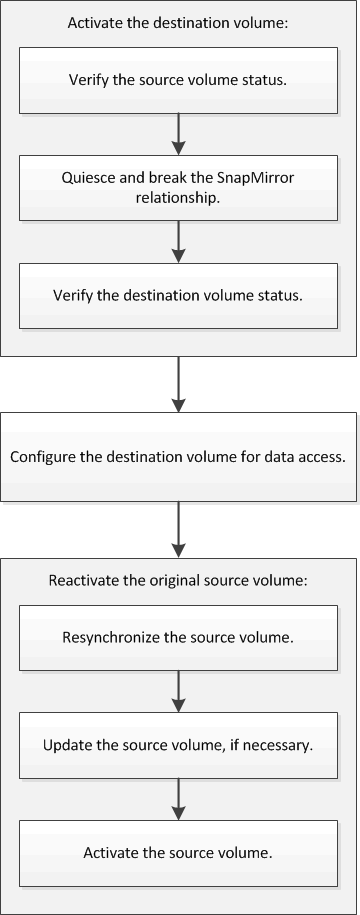 Activate the destination volume:
Verify the source volume status.
Quiesce and break the SnapMirror
relationship.
Verify the destination volume status.
Configure the destination volume for data access.
Reactivate the original source volume:
Resynchronize the source volume.
Update the source volume, if necessary.
Activate the source volume.